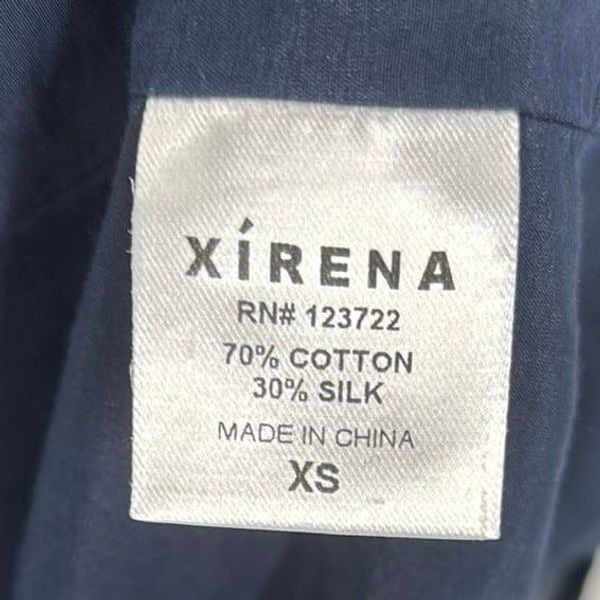 XÍRENA
RN# 123722
70% COTTON
30% SILK
MADE IN CHINA
XS